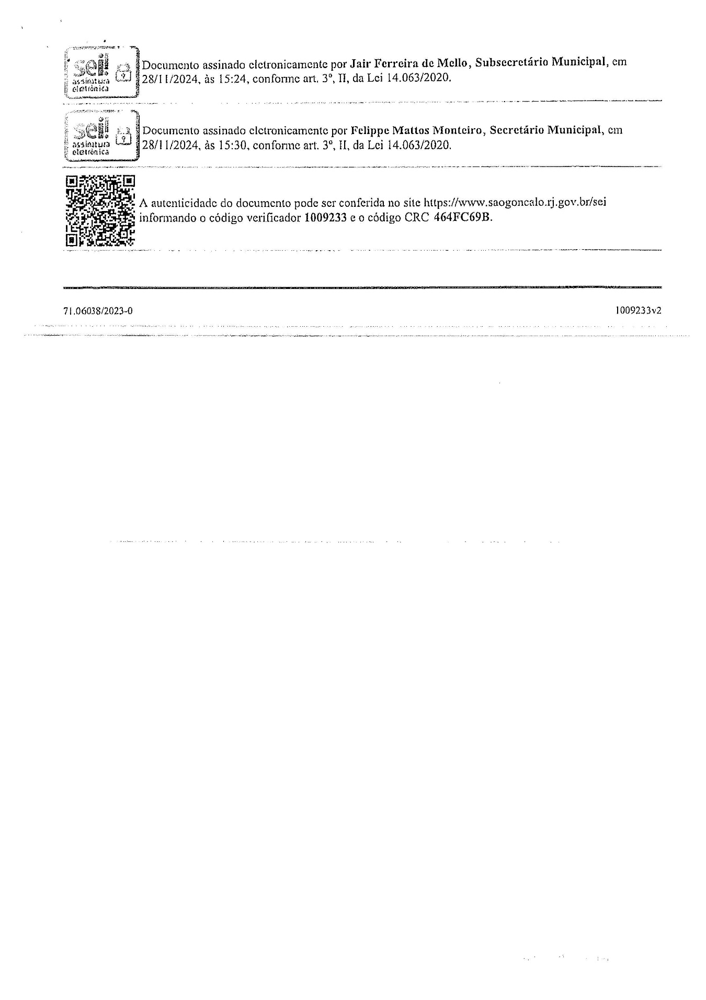 sei!
assinatura
eletrônica
Documento assinado eletronicamente por Jair Ferreira de Mello, Subsecretário Municipal, em
28/11/2024, às 15:24, conforme art. 3º, II, da Lei 14.063/2020.
sei!
assinatura
eletrônica
Documento assinado eletronicamente por Felippe Mattos Monteiro, Secretário Municipal, em
28/11/2024, às 15:30, conforme art. 3º, II, da Lei 14.063/2020.
A autenticidade do documento pode ser conferida no site https://www.saogoncalo.rj.gov.br/sei
informando o código verificador 1009233 e o código CRC 464FC69B.
71.06038/2023-0
1009233v2